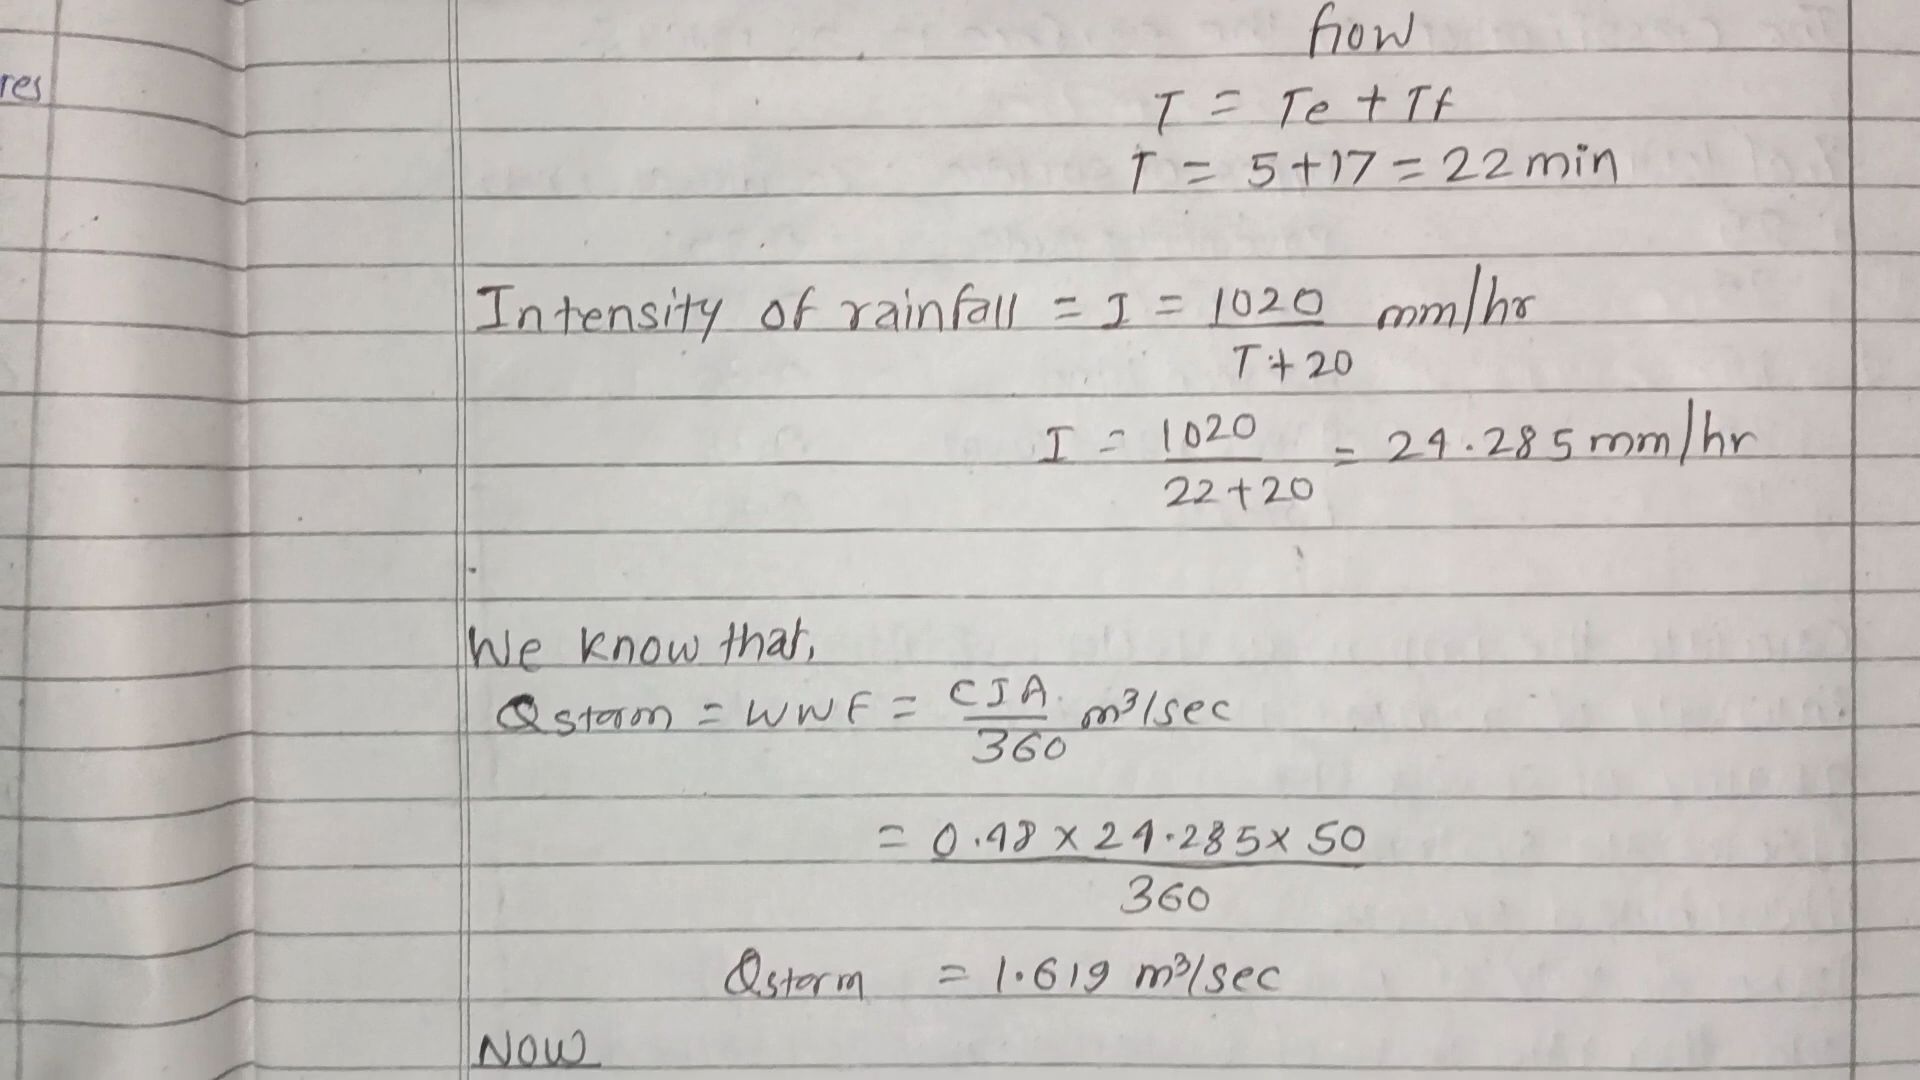 flow
res
T = Te + Tf
T = 5+17 = 22 min
Intensity of rainfall = I = 1020 mm/hr
T+20
I = 1020 = 24.285 mm/hr
22+20
We know that,
Qstorm = WWF = CIA m³/sec
360
= 0.48 x 24.285 x 50
360
Qstorm = 1.619 m³/sec
NOW